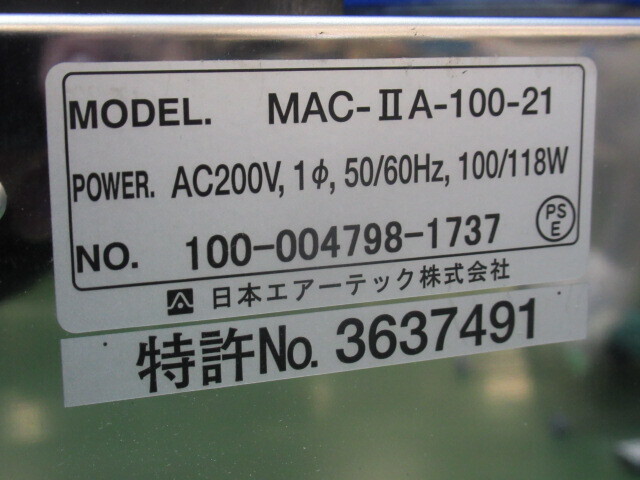 MODEL. MAC-ⅡA-100-21
POWER. AC200V, 1φ, 50/60Hz, 100/118W
NO. 100-004798-1737
PS
E
日本エアーテック株式会社
特許No. 3637491